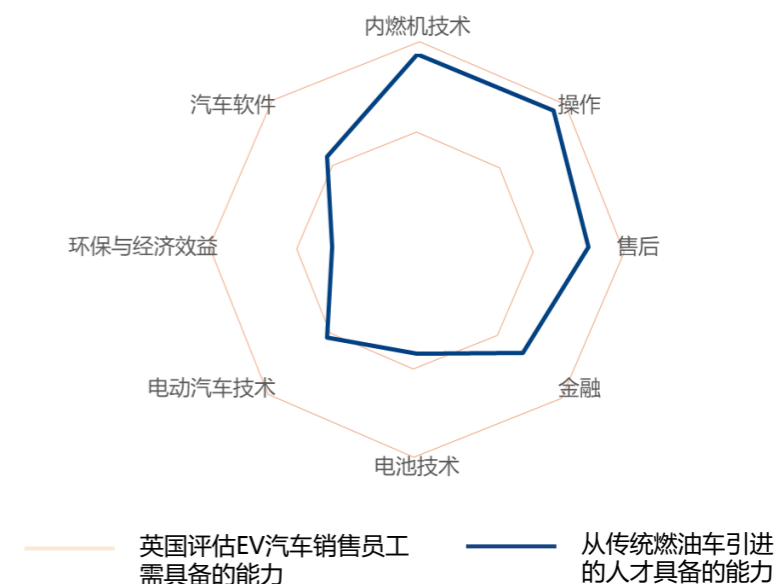 内燃机技术
汽车软件
操作
环保与经济效益
售后
电动汽车技术
金融
电池技术
英国评估EV汽车销售员工
需具备的能力
从传统燃油车引进
的人才具备的能力